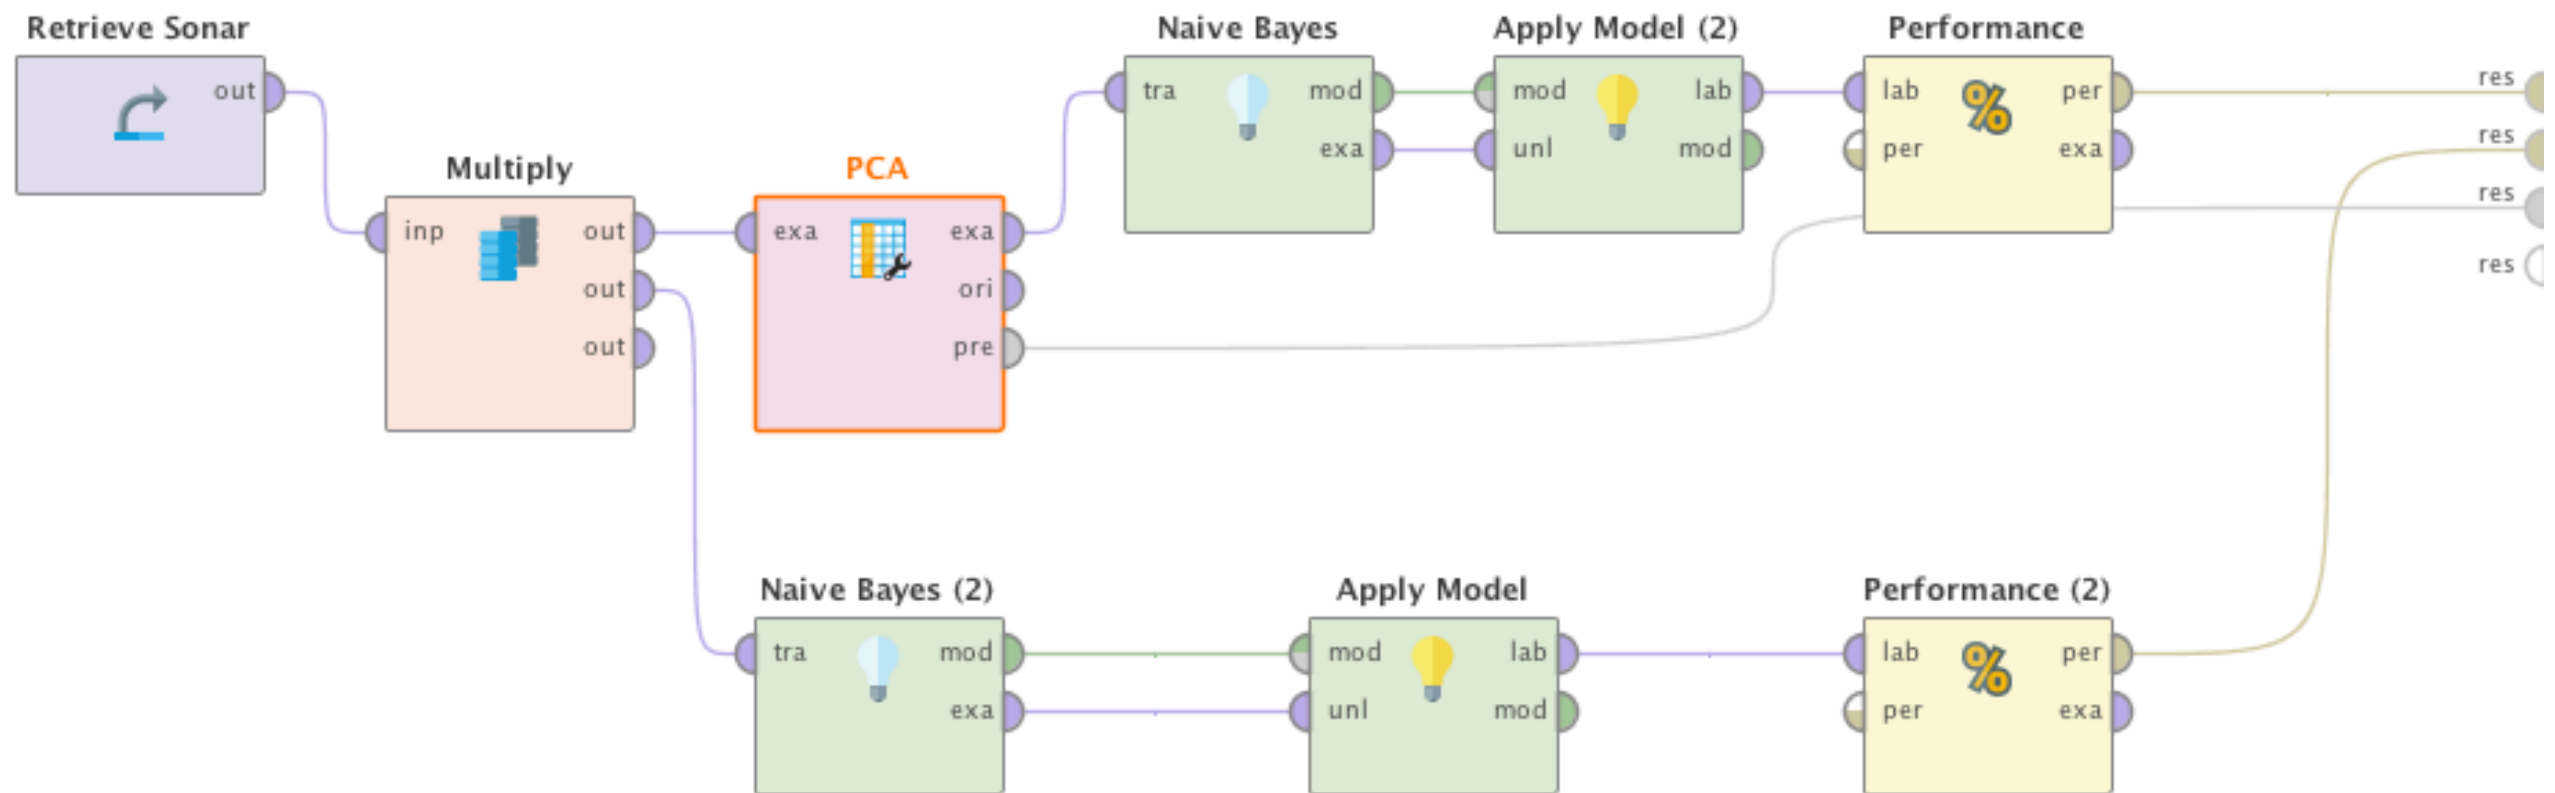 Retrieve Sonar
out
Multiply
inp
out
out
out
PCA
exa
exa
ori
pre
Naive Bayes
tra
mod
exa
Apply Model (2)
mod
lab
unl
mod
Performance
lab
per
per
exa
res
res
res
res
Naive Bayes (2)
tra
mod
exa
Apply Model
mod
lab
unl
mod
Performance (2)
lab
per
per
exa